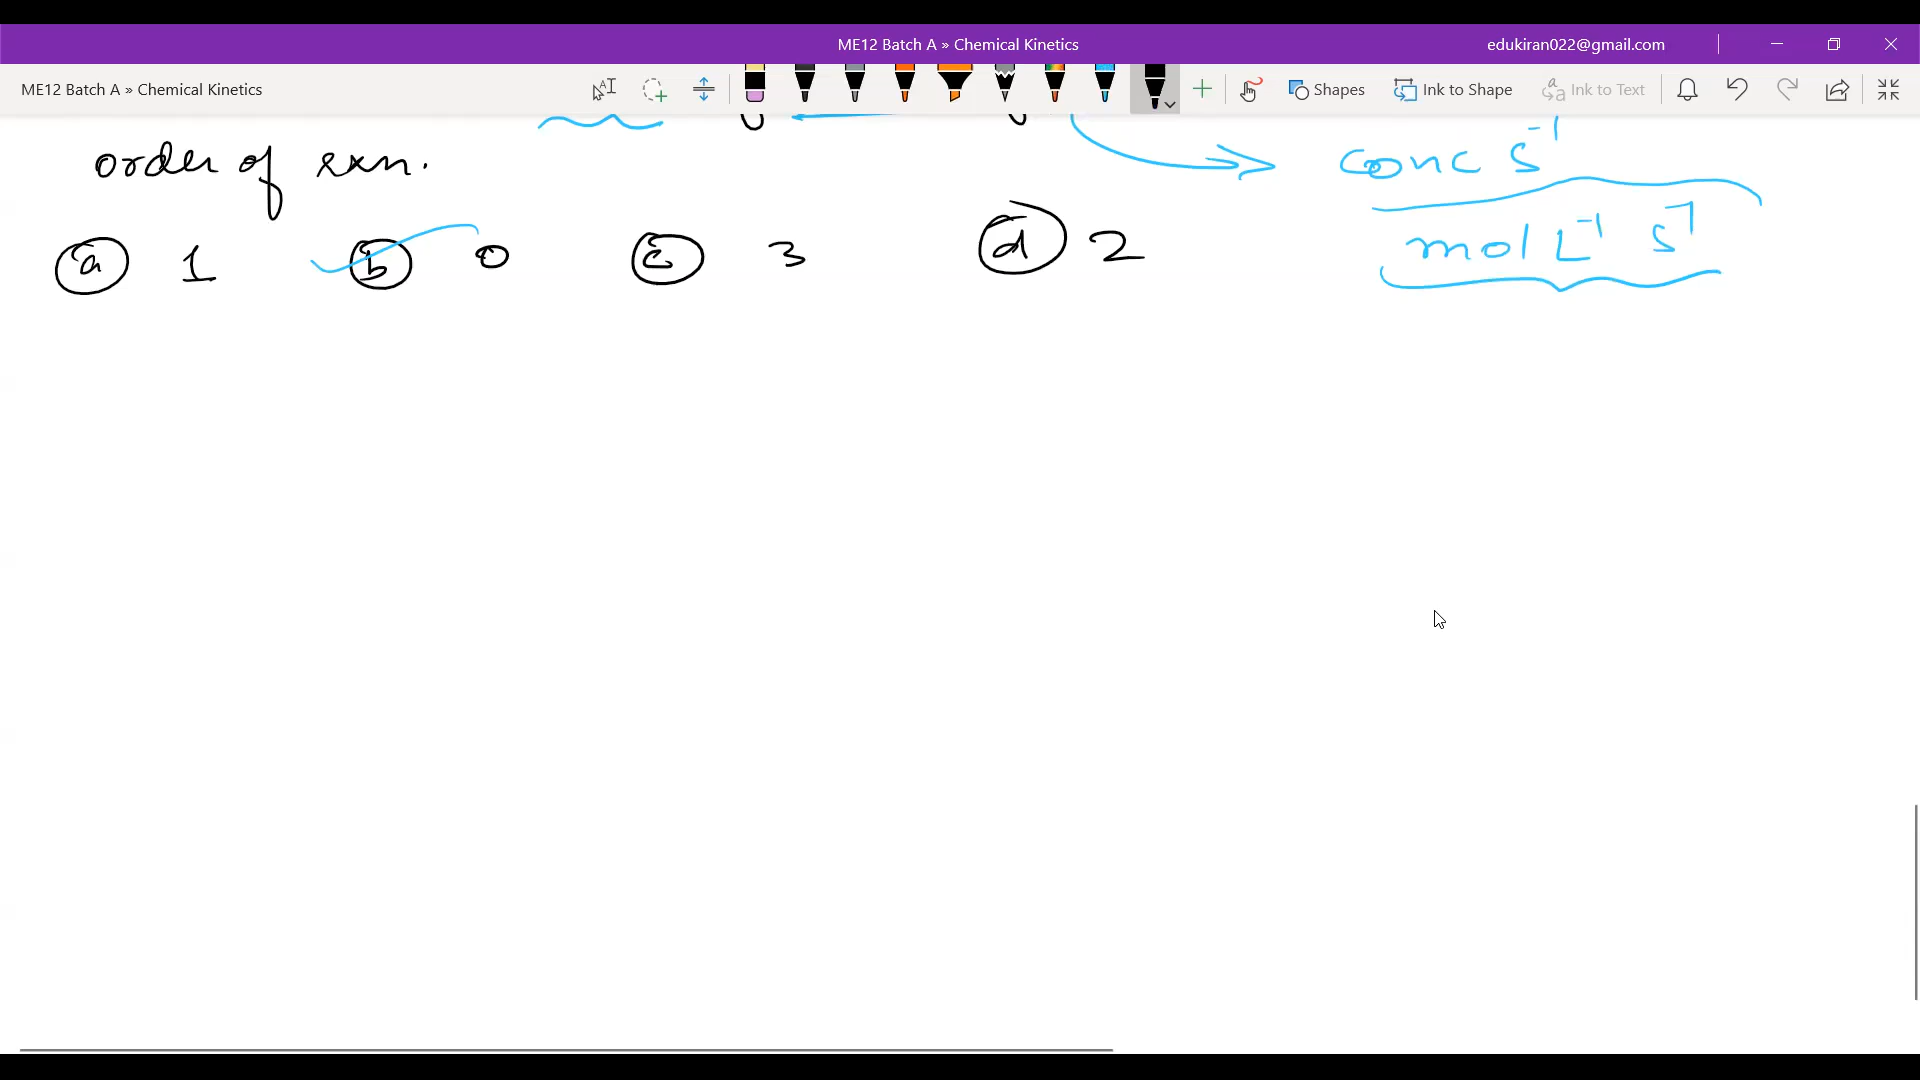 ME12 Batch A » Chemical Kinetics
edukiran022@gmail.com
ME12 Batch A » Chemical Kinetics
Shapes
Ink to Shape
Ink to Text
order of rxn.
conc s⁻¹
mol L⁻¹ s⁻¹
a 1 b 0 c 3 d 2